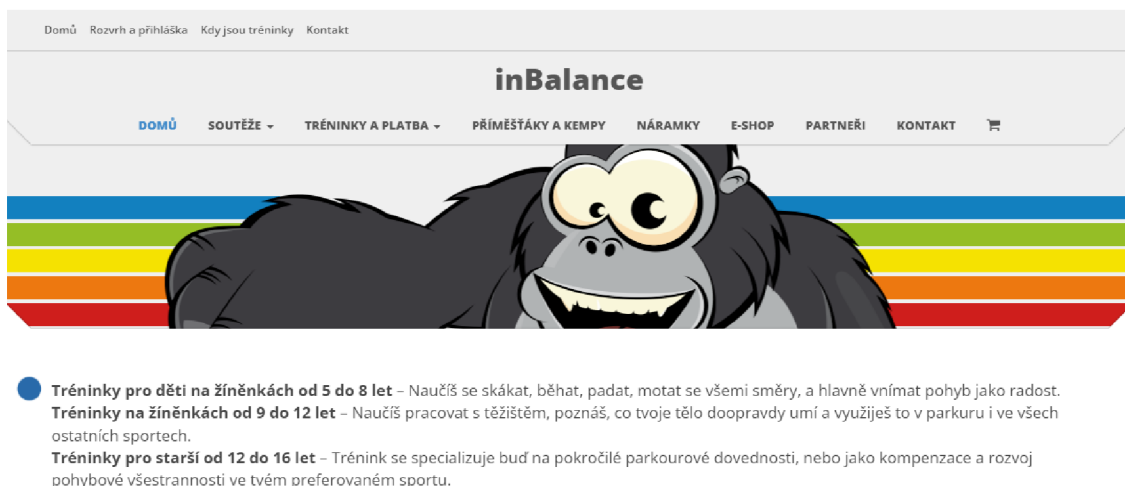 Domů Rozvrh a přihláška Kdy jsou tréninky Kontakt
inBalance
DOMŮ SOUTĚŽE TRÉNINKY A PLATBA PŘÍMĚŠŤÁKY A KEMPY NÁRAMKY E-SHOP PARTNEŘI KONTAKT
Tréninky pro děti na žíněnkách od 5 do 8 let – Naučíš se skákat, běhat, padat, motat se všemi směry, a hlavně vnímat pohyb jako radost.
Tréninky na žíněnkách od 9 do 12 let – Naučíš pracovat s těžištěm, poznáš, co tvoje tělo doopravdy umí a využiješ to v parkuru i ve všech
ostatních sportech.
Tréninky pro starší od 12 do 16 let – Trénink se specializuje buď na pokročilé parkourové dovednosti, nebo jako kompenzace a rozvoj
pohybové všestrannosti ve tvém preferovaném sportu.